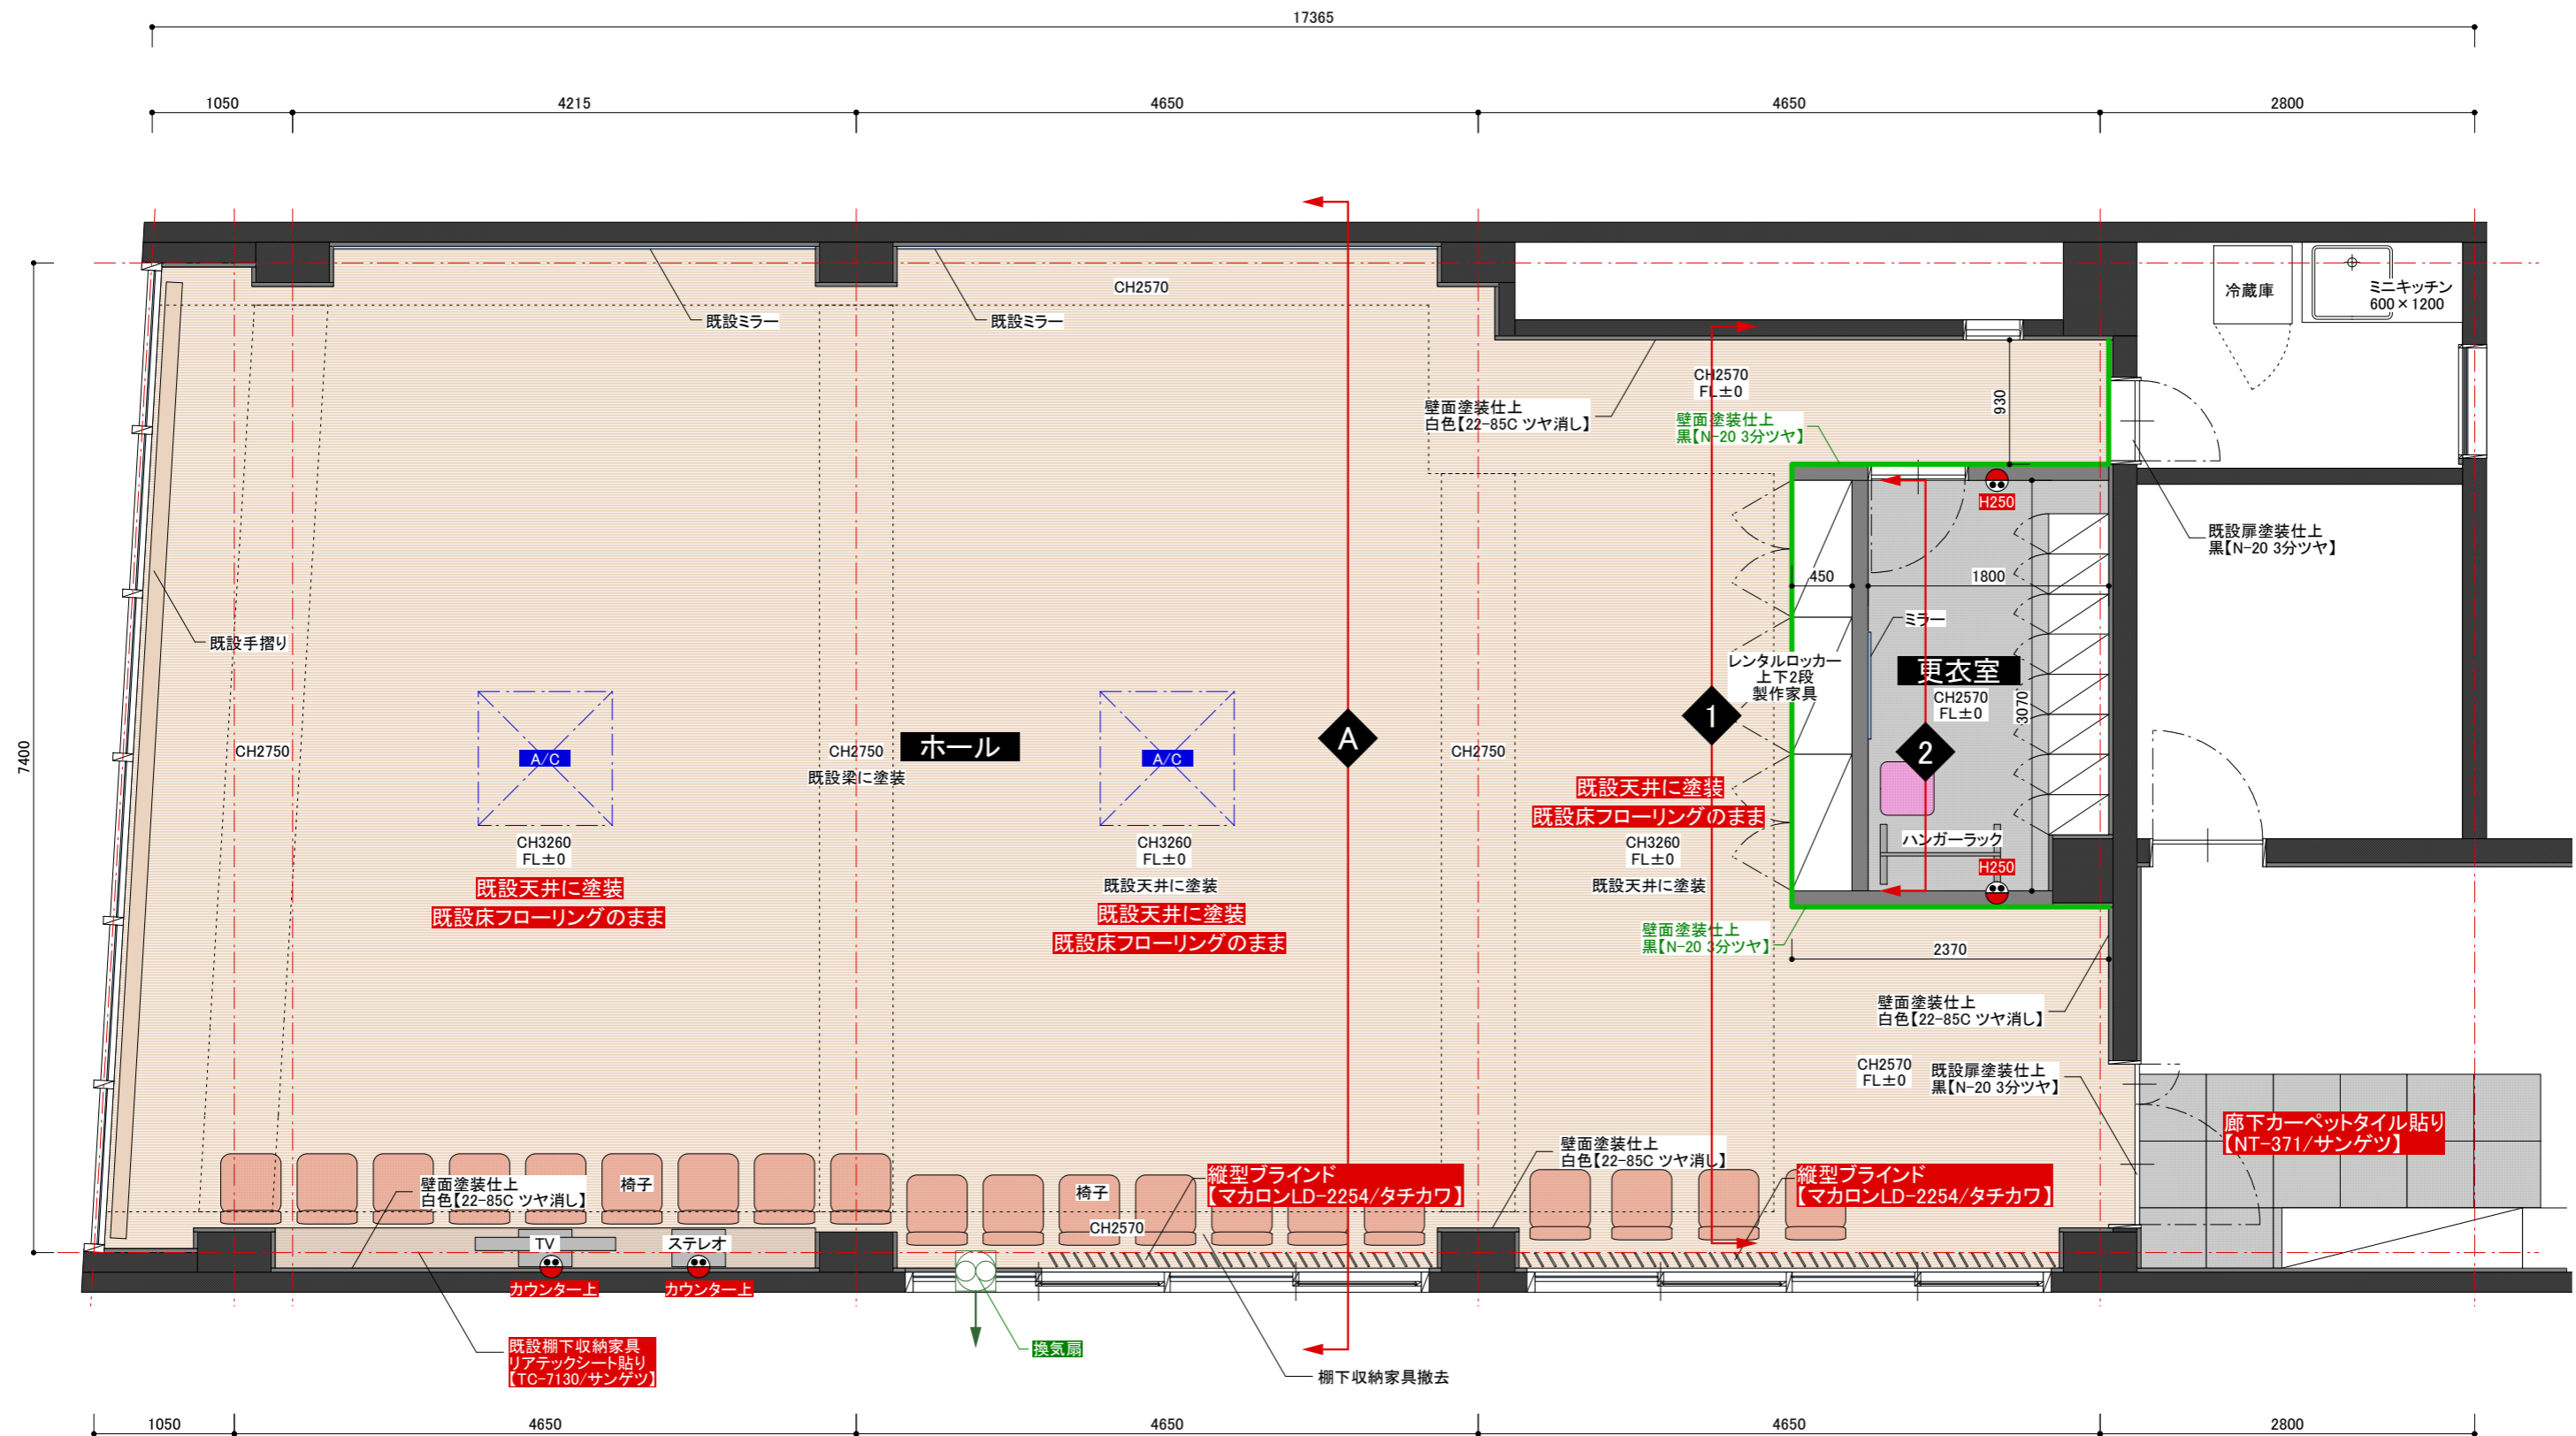 17365
1050
4215
4650
4650
2800
冷蔵庫
ミニキッチン
600×1200
CH2570
既設ミラー
既設ミラー
CH2570
FL±0
930
壁面塗装仕上
白色【22-85C ツヤ消し】
壁面塗装仕上
黒【N-20 3分ツヤ】
H250
既設扉塗装仕上
黒【N-20 3分ツヤ】
450
1800
ミラー
既設手摺り
レンタルロッカー
上下2段
製作家具
更衣室
CH2570
FL±0
3070
7400
CH2750
A/C
CH2750
既設梁に塗装
ホール
A/C
A
CH2750
1
2
既設天井に塗装
既設床フローリングのまま
ハンガーラック
H250
CH3260
FL±0
既設天井に塗装
既設床フローリングのまま
CH3260
FL±0
既設天井に塗装
既設天井に塗装
既設床フローリングのまま
CH3260
FL±0
既設天井に塗装
壁面塗装仕上
黒【N-20 3分ツヤ】
2370
壁面塗装仕上
白色【22-85C ツヤ消し】
CH2570
FL±0
既設扉塗装仕上
黒【N-20 3分ツヤ】
廊下カーペットタイル貼り
【NT-371/サンゲツ】
壁面塗装仕上
白色【22-85C ツヤ消し】
椅子
椅子
CH2570
縦型ブラインド
【マカロンLD-2254/タチカワ】
壁面塗装仕上
白色【22-85C ツヤ消し】
縦型ブラインド
【マカロンLD-2254/タチカワ】
TV
ステレオ
カウンター上
カウンター上
既設棚下収納家具
リアテックシート貼り
【TC-7130/サンゲツ】
換気扇
棚下収納家具撤去
1050
4650
4650
4650
2800